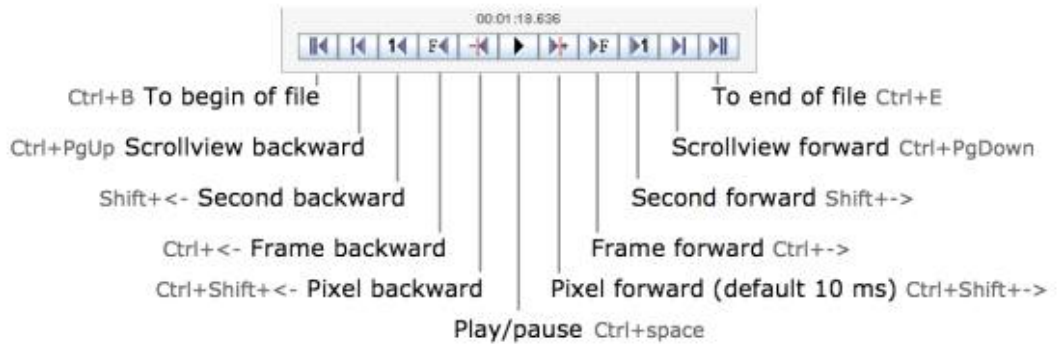 00:01:18.636
1 F F 1
Ctrl+B To begin of file To end of file Ctrl+E
Ctrl+PgUp Scrollview backward Scrollview forward Ctrl+PgDown
Shift+<- Second backward Second forward Shift+->
Ctrl+<- Frame backward Frame forward Ctrl+->
Ctrl+Shift+<- Pixel backward Pixel forward (default 10 ms) Ctrl+Shift+->
Play/pause Ctrl+space